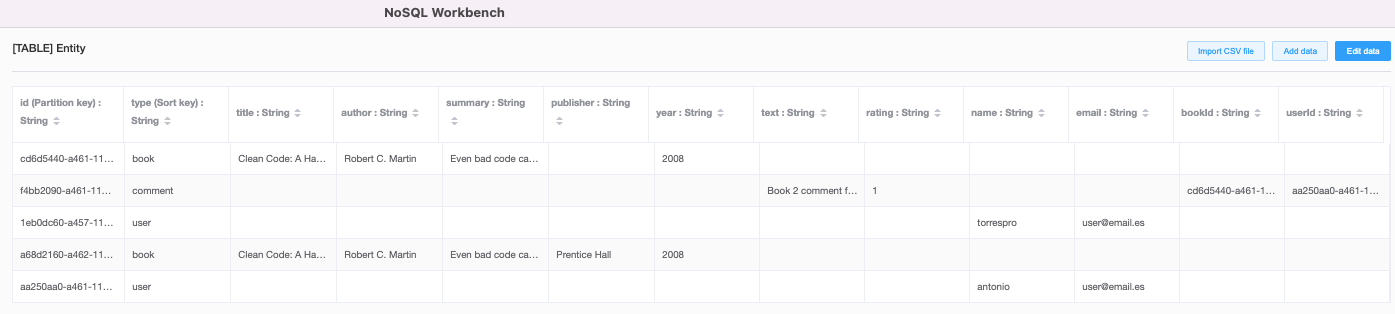 NoSQL Workbench
[TABLE] Entity
Import CSV file Add data Edit data
id (Partition key) : String type (Sort key) : String title : String author : String summary : String publisher : String year : String text : String rating : String name : String email : String bookId : String userId : String
cd6d5440-a461-11... book Clean Code: A Ha... Robert C. Martin Even bad code ca... 2008
f4bb2090-a461-11... comment Book 2 comment f... 1 cd6d5440-a461-1... aa250aa0-a461-1...
1eb0dc60-a457-11... user torrespro user@email.es
a68d2160-a462-11... book Clean Code: A Ha... Robert C. Martin Even bad code ca... Prentice Hall 2008
aa250aa0-a461-11... user antonio user@email.es